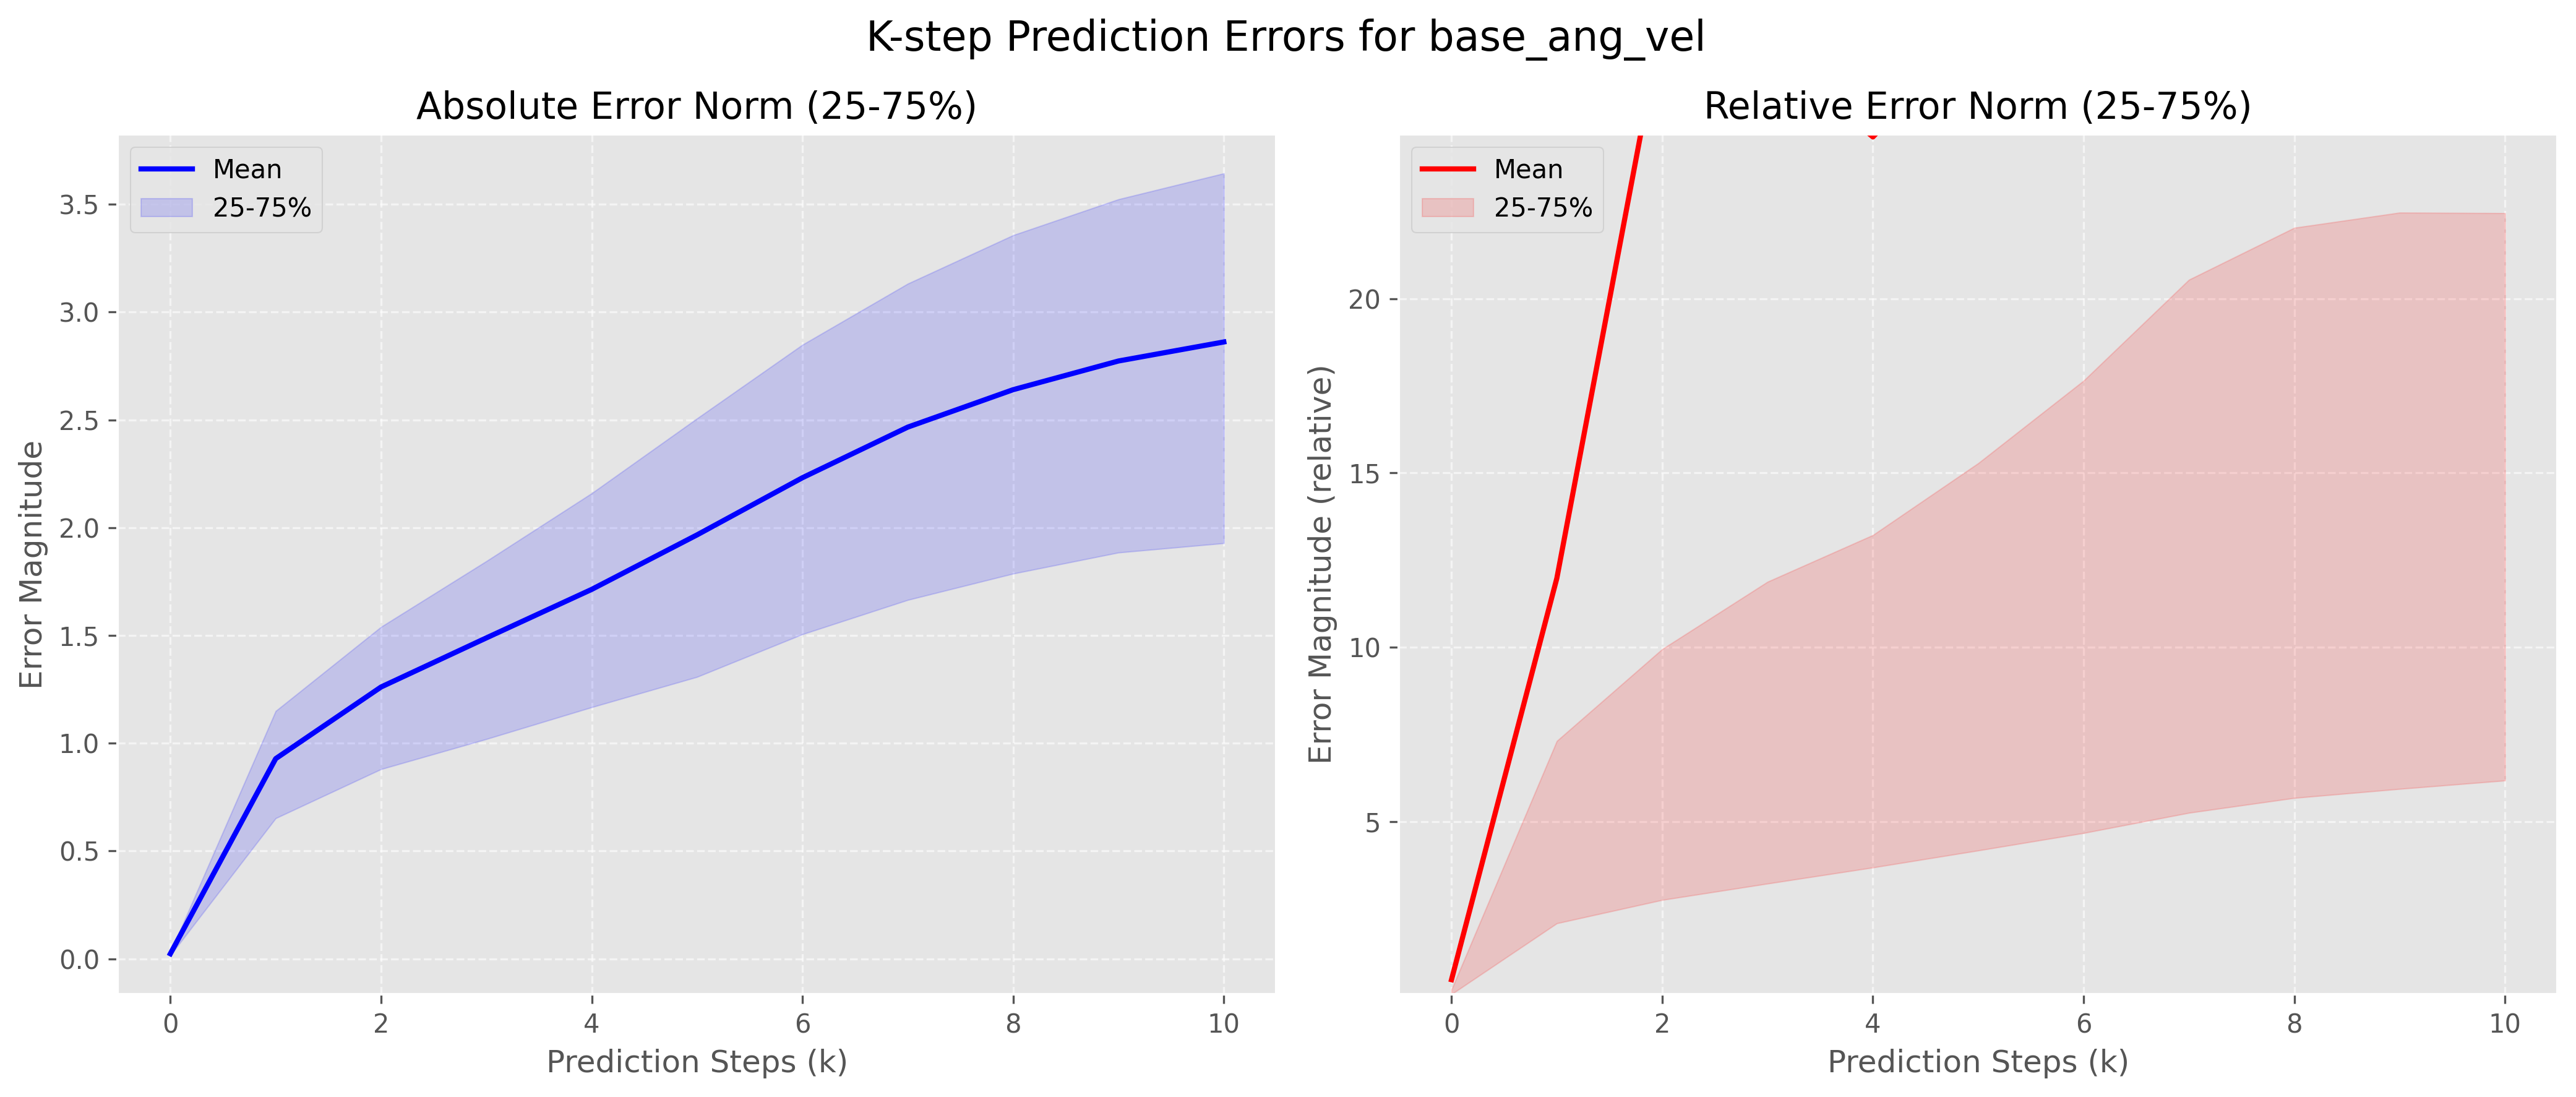 K-step Prediction Errors for base_ang_vel
Absolute Error Norm (25-75%)
Mean
25-75%
Error Magnitude
3.5
3.0
2.5
2.0
1.5
1.0
0.5
0.0
0 2 4 6 8 10
Prediction Steps (k)
Relative Error Norm (25-75%)
Mean
25-75%
Error Magnitude (relative)
20
15
10
5
0 2 4 6 8 10
Prediction Steps (k)